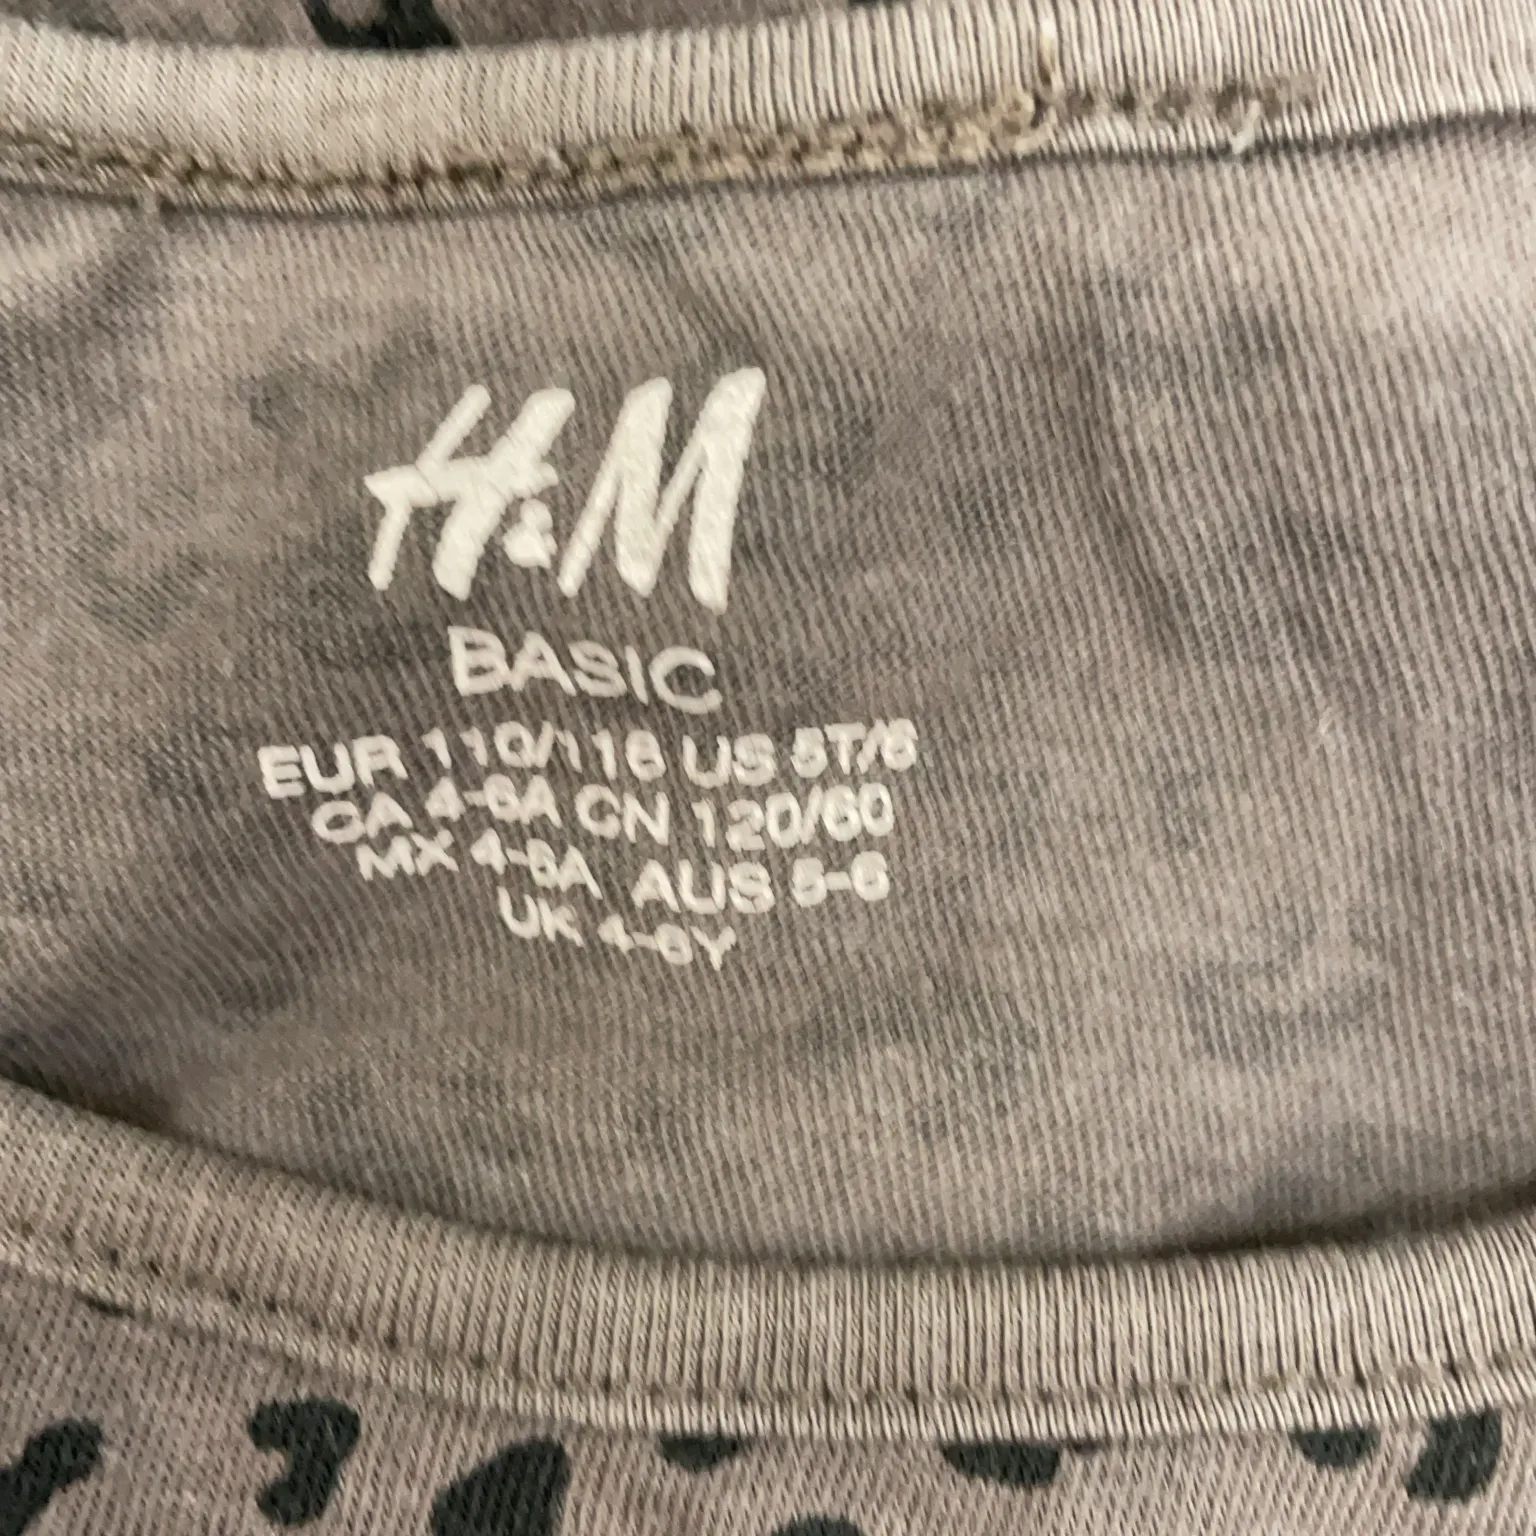 H&M
BASIC
EUR 110/116 US 5T/6
CA 4-6A CN 120/60
MX 4-6A AUS 5-6
UK 4-6Y